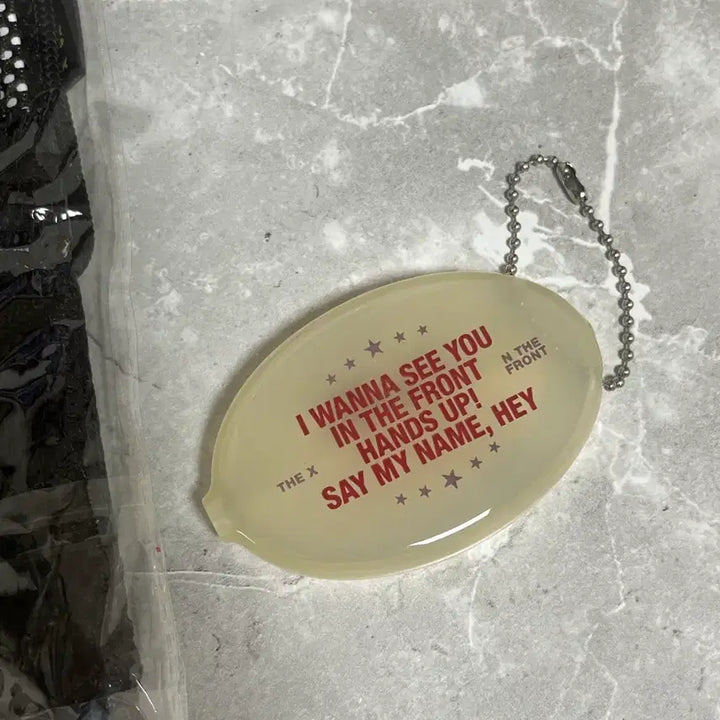 I WANNA SEE YOU
IN THE FRONT
HANDS UP!
SAY MY NAME, HEY
N THE
FRONT
THE X